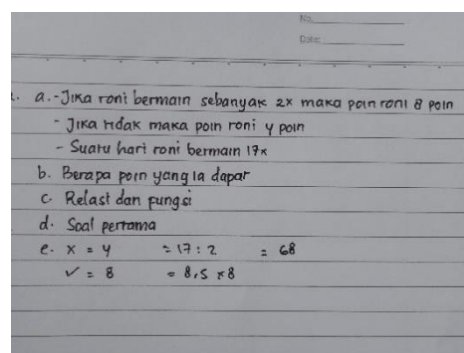 No.
Date:
. a. - Jika roni bermain sebanyak 2x maka poin roni 8 poin
- Jika tidak maka poin roni y poin
- Suatu hari roni bermain 17x
b. Berapa poin yang ia dapat
c. Relasi dan fungsi
d. Soal pertama
e. x = y = 17 : 2 = 68
✓ = 8 = 8,5 x 8